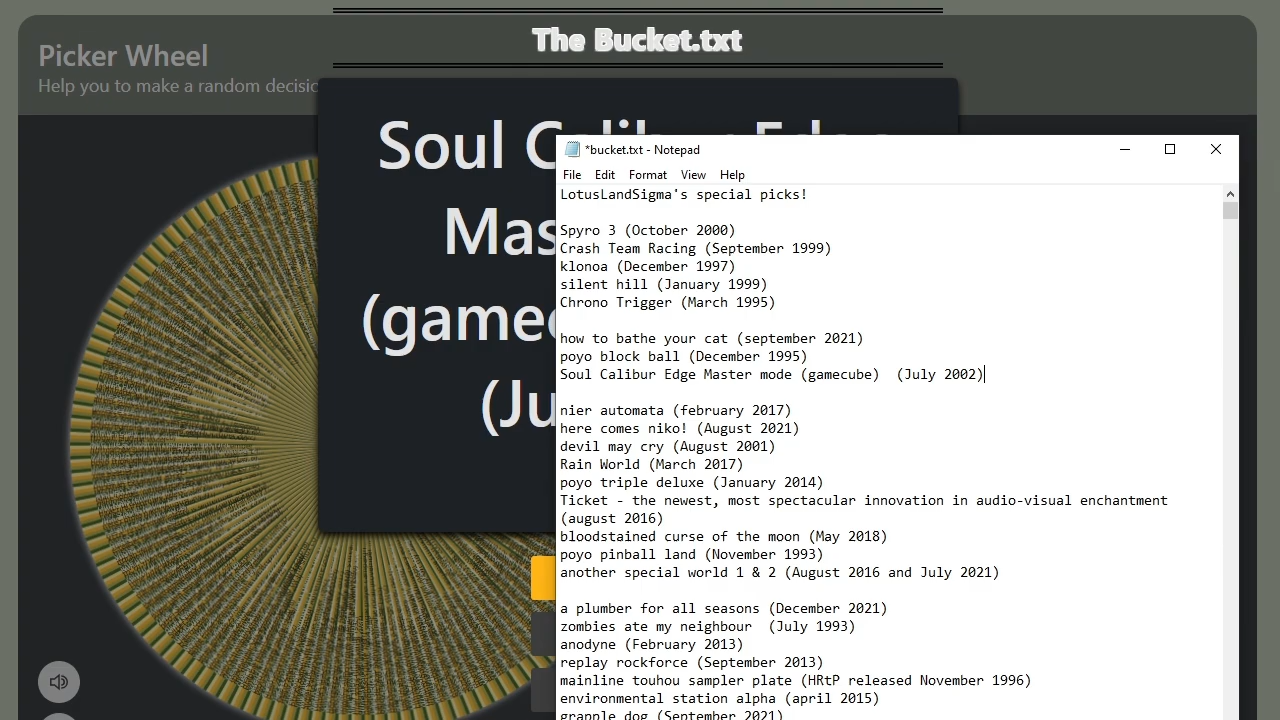 The Bucket.txt
Picker Wheel
Help you to make a random decisic
Soul Calibur Edge
Mas
(gamec
(Ju
*bucket.txt - Notepad
File Edit Format View Help
LotusLandSigma's special picks!
Spyro 3 (October 2000)
Crash Team Racing (September 1999)
klonoa (December 1997)
silent hill (January 1999)
Chrono Trigger (March 1995)
how to bathe your cat (september 2021)
poyo block ball (December 1995)
Soul Calibur Edge Master mode (gamecube)  (July 2002)
nier automata (february 2017)
here comes niko! (August 2021)
devil may cry (August 2001)
Rain World (March 2017)
poyo triple deluxe (January 2014)
Ticket - the newest, most spectacular innovation in audio-visual enchantment
(august 2016)
bloodstained curse of the moon (May 2018)
poyo pinball land (November 1993)
another special world 1 & 2 (August 2016 and July 2021)
a plumber for all seasons (December 2021)
zombies ate my neighbour  (July 1993)
anodyne (February 2013)
replay rockforce (September 2013)
mainline touhou sampler plate (HRtP released November 1996)
environmental station alpha (april 2015)
grapple dog (September 2021)